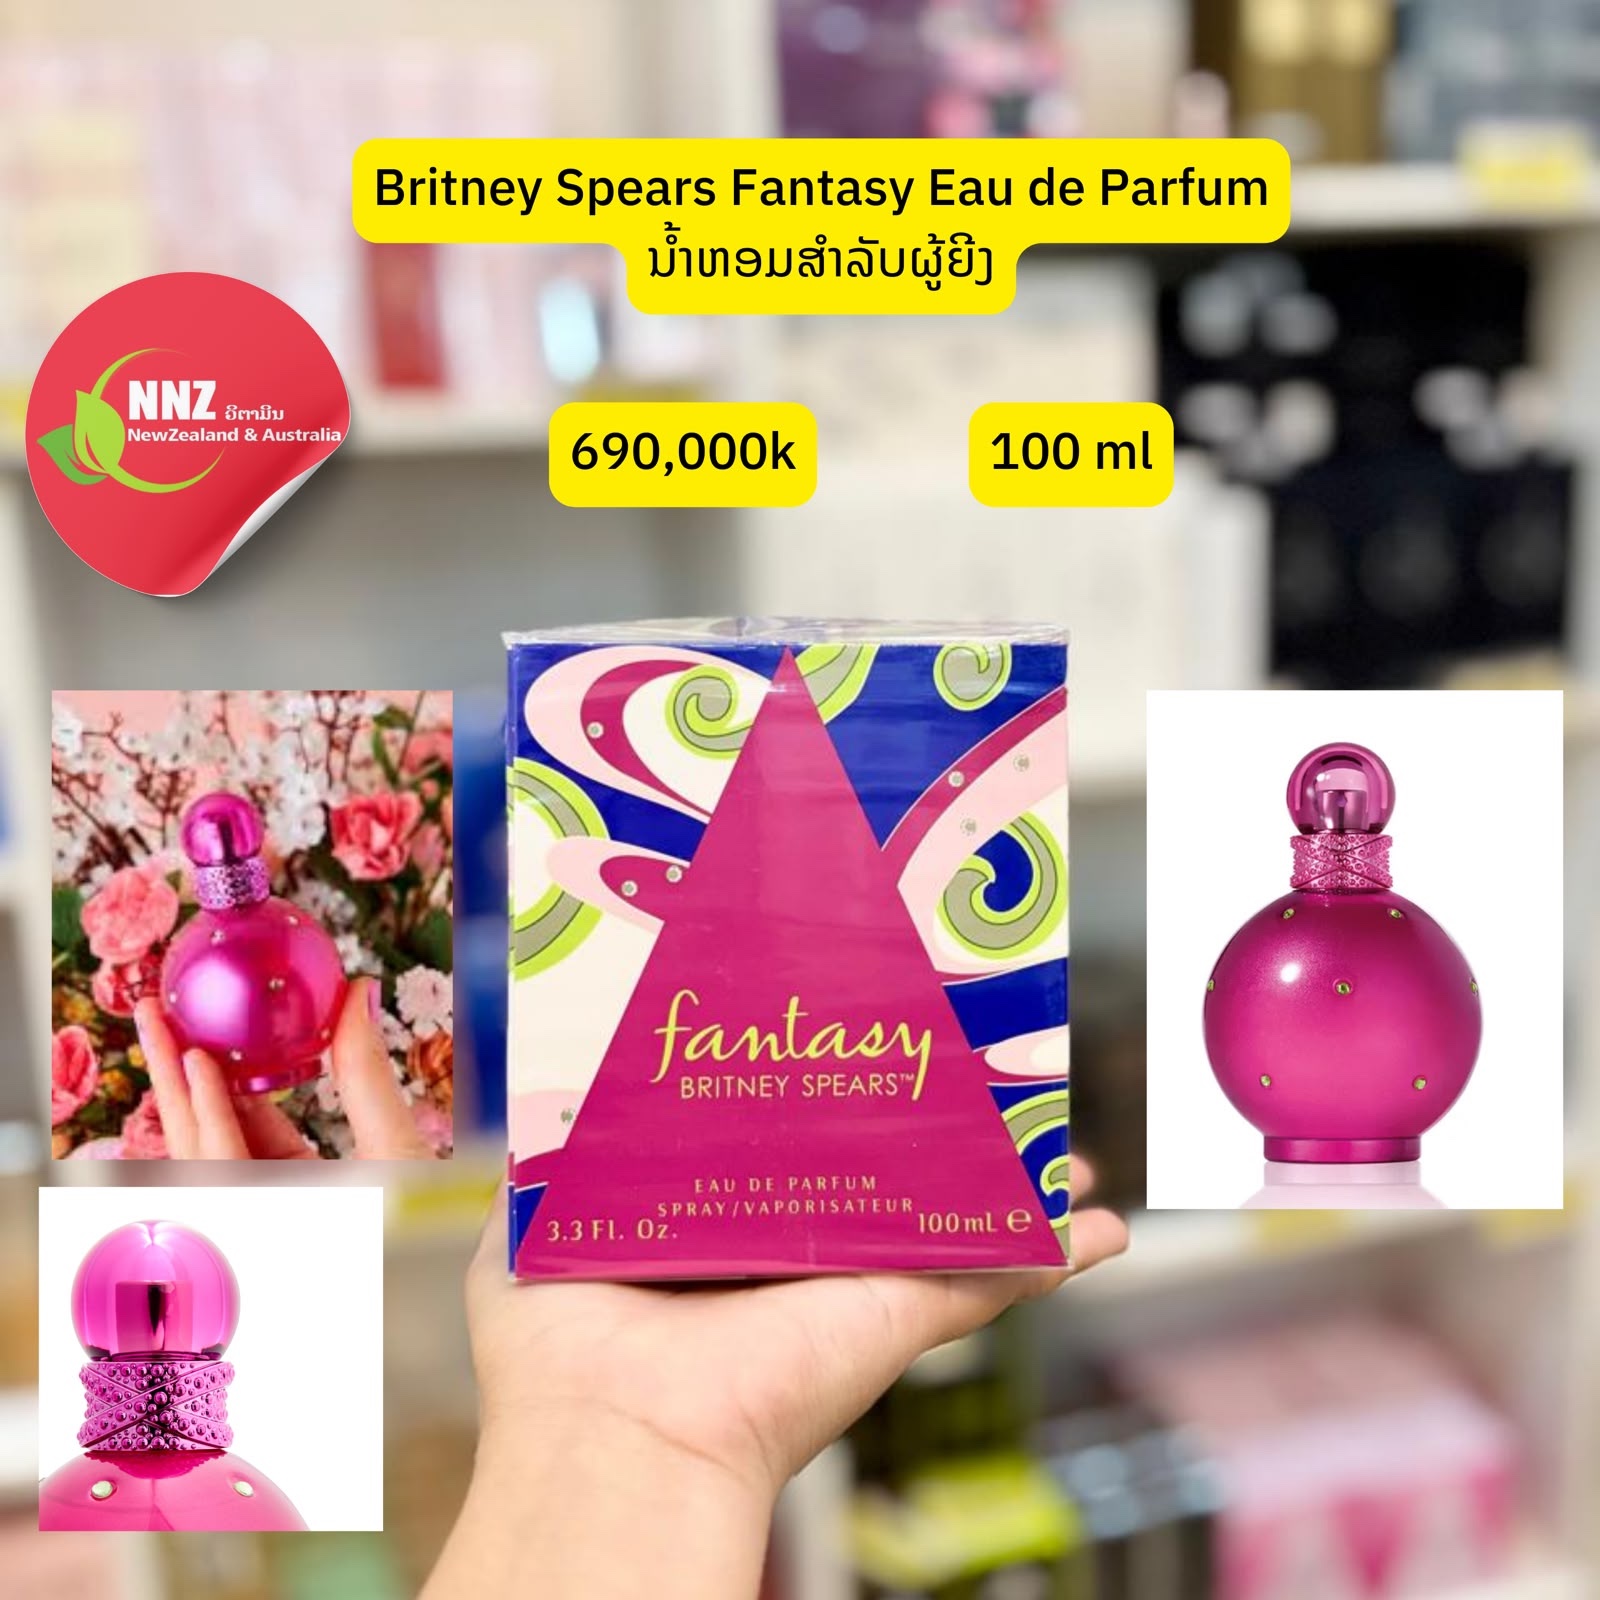 Britney Spears Fantasy Eau de Parfum
ນ້ຳຫອມສຳລັບຜູ້ຍີງ
NNZ ວິຕາມິນ
NewZealand & Australia
690,000k
100 ml
fantasy
BRITNEY SPEARS™
EAU DE PARFUM
SPRAY/VAPORISATEUR
3.3 Fl. Oz.
100mL ℮